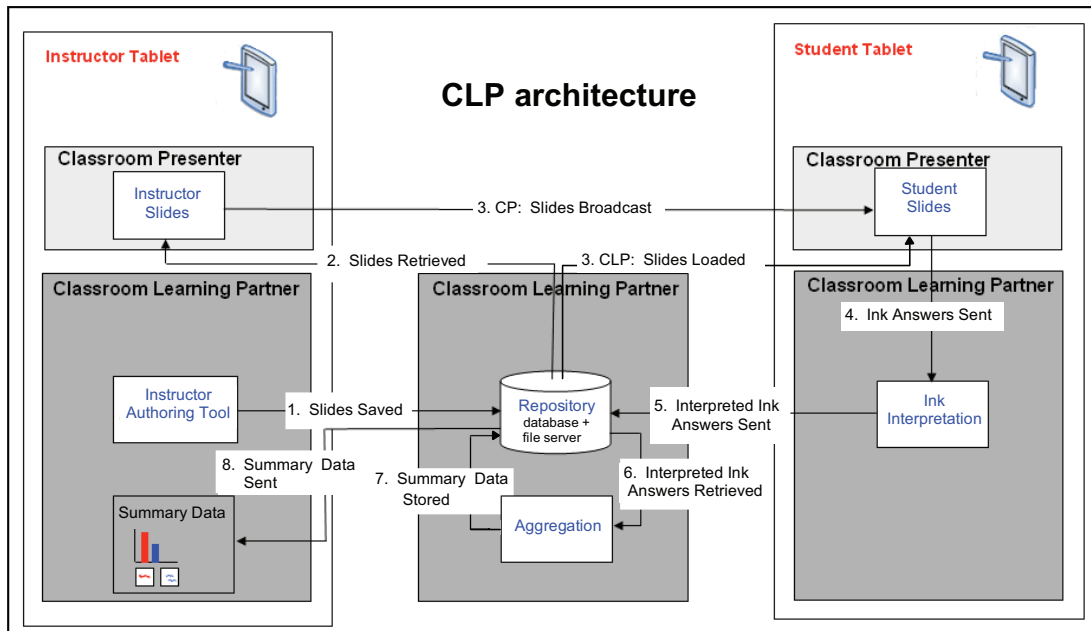 Instructor Tablet
Student Tablet
CLP architecture
Classroom Presenter
Instructor
Slides
3. CP: Slides Broadcast
Classroom Presenter
Student
Slides
2. Slides Retrieved
3. CLP: Slides Loaded
Classroom Learning Partner
Classroom Learning Partner
Classroom Learning Partner
4. Ink Answers Sent
Instructor
Authoring Tool
1. Slides Saved
Repository
database +
file server
5. Interpreted Ink
Answers Sent
Ink
Interpretation
8. Summary Data
Sent
7. Summary Data
Stored
6. Interpreted Ink
Answers Retrieved
Summary Data
Aggregation